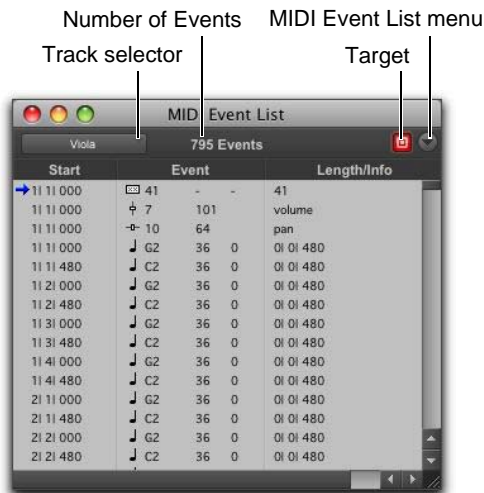 Number of Events MIDI Event List menu
Track selector Target
MIDI Event List
Viola 795 Events
Start Event Length/Info
1| 1| 000 41 - - 41
1| 1| 000 7 101 volume
1| 1| 000 10 64 pan
1| 1| 000 G2 36 0 0| 0| 480
1| 1| 480 C2 36 0 0| 0| 480
1| 2| 000 G2 36 0 0| 0| 480
1| 2| 480 C2 36 0 0| 0| 480
1| 3| 000 G2 36 0 0| 0| 480
1| 3| 480 C2 36 0 0| 0| 480
1| 4| 000 G2 36 0 0| 0| 480
1| 4| 480 C2 36 0 0| 0| 480
2| 1| 000 G2 36 0 0| 0| 480
2| 1| 480 C2 36 0 0| 0| 480
2| 2| 000 G2 36 0 0| 0| 480
2| 2| 480 C2 36 0 0| 0| 480